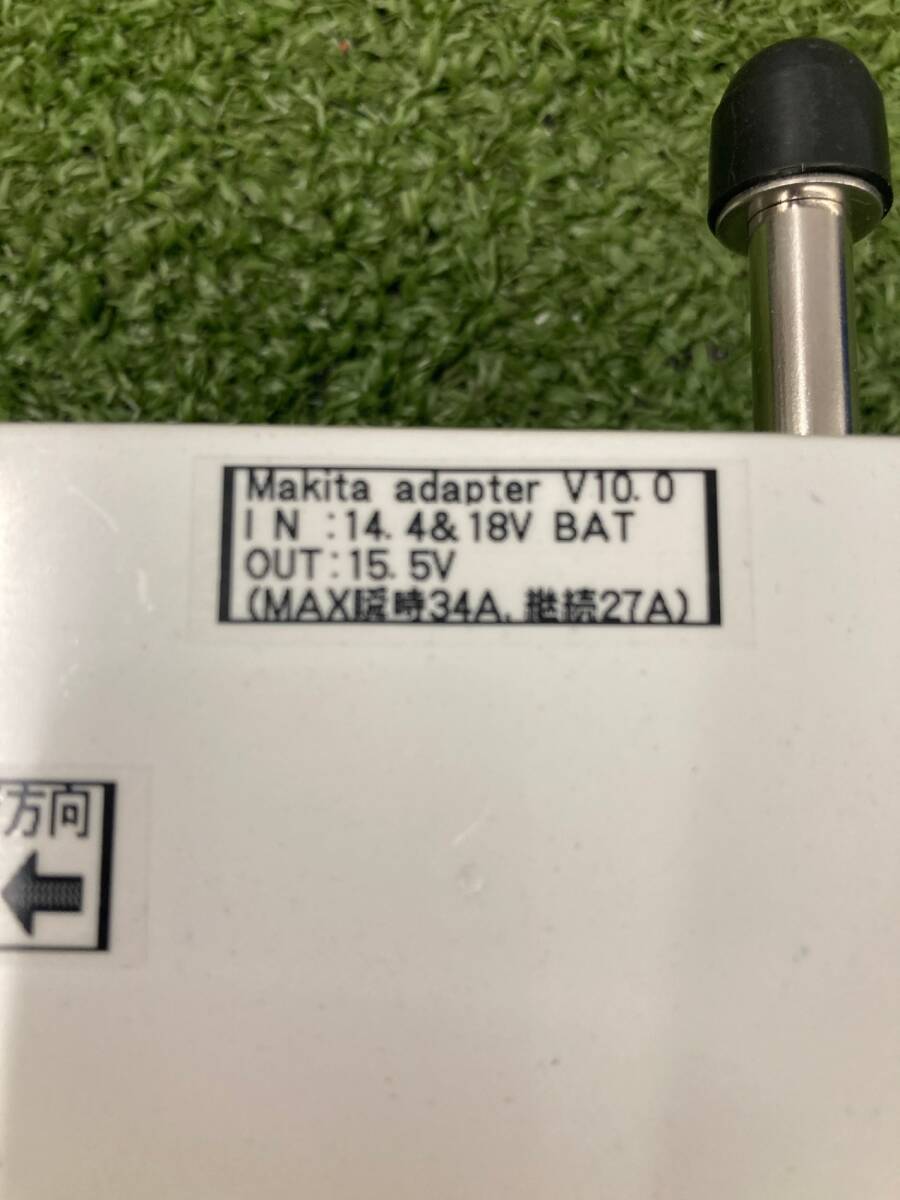 Makita adapter V10.0
IN :14.4&18V BAT
OUT:15.5V
(MAX瞬時34A, 継続27A)
方向